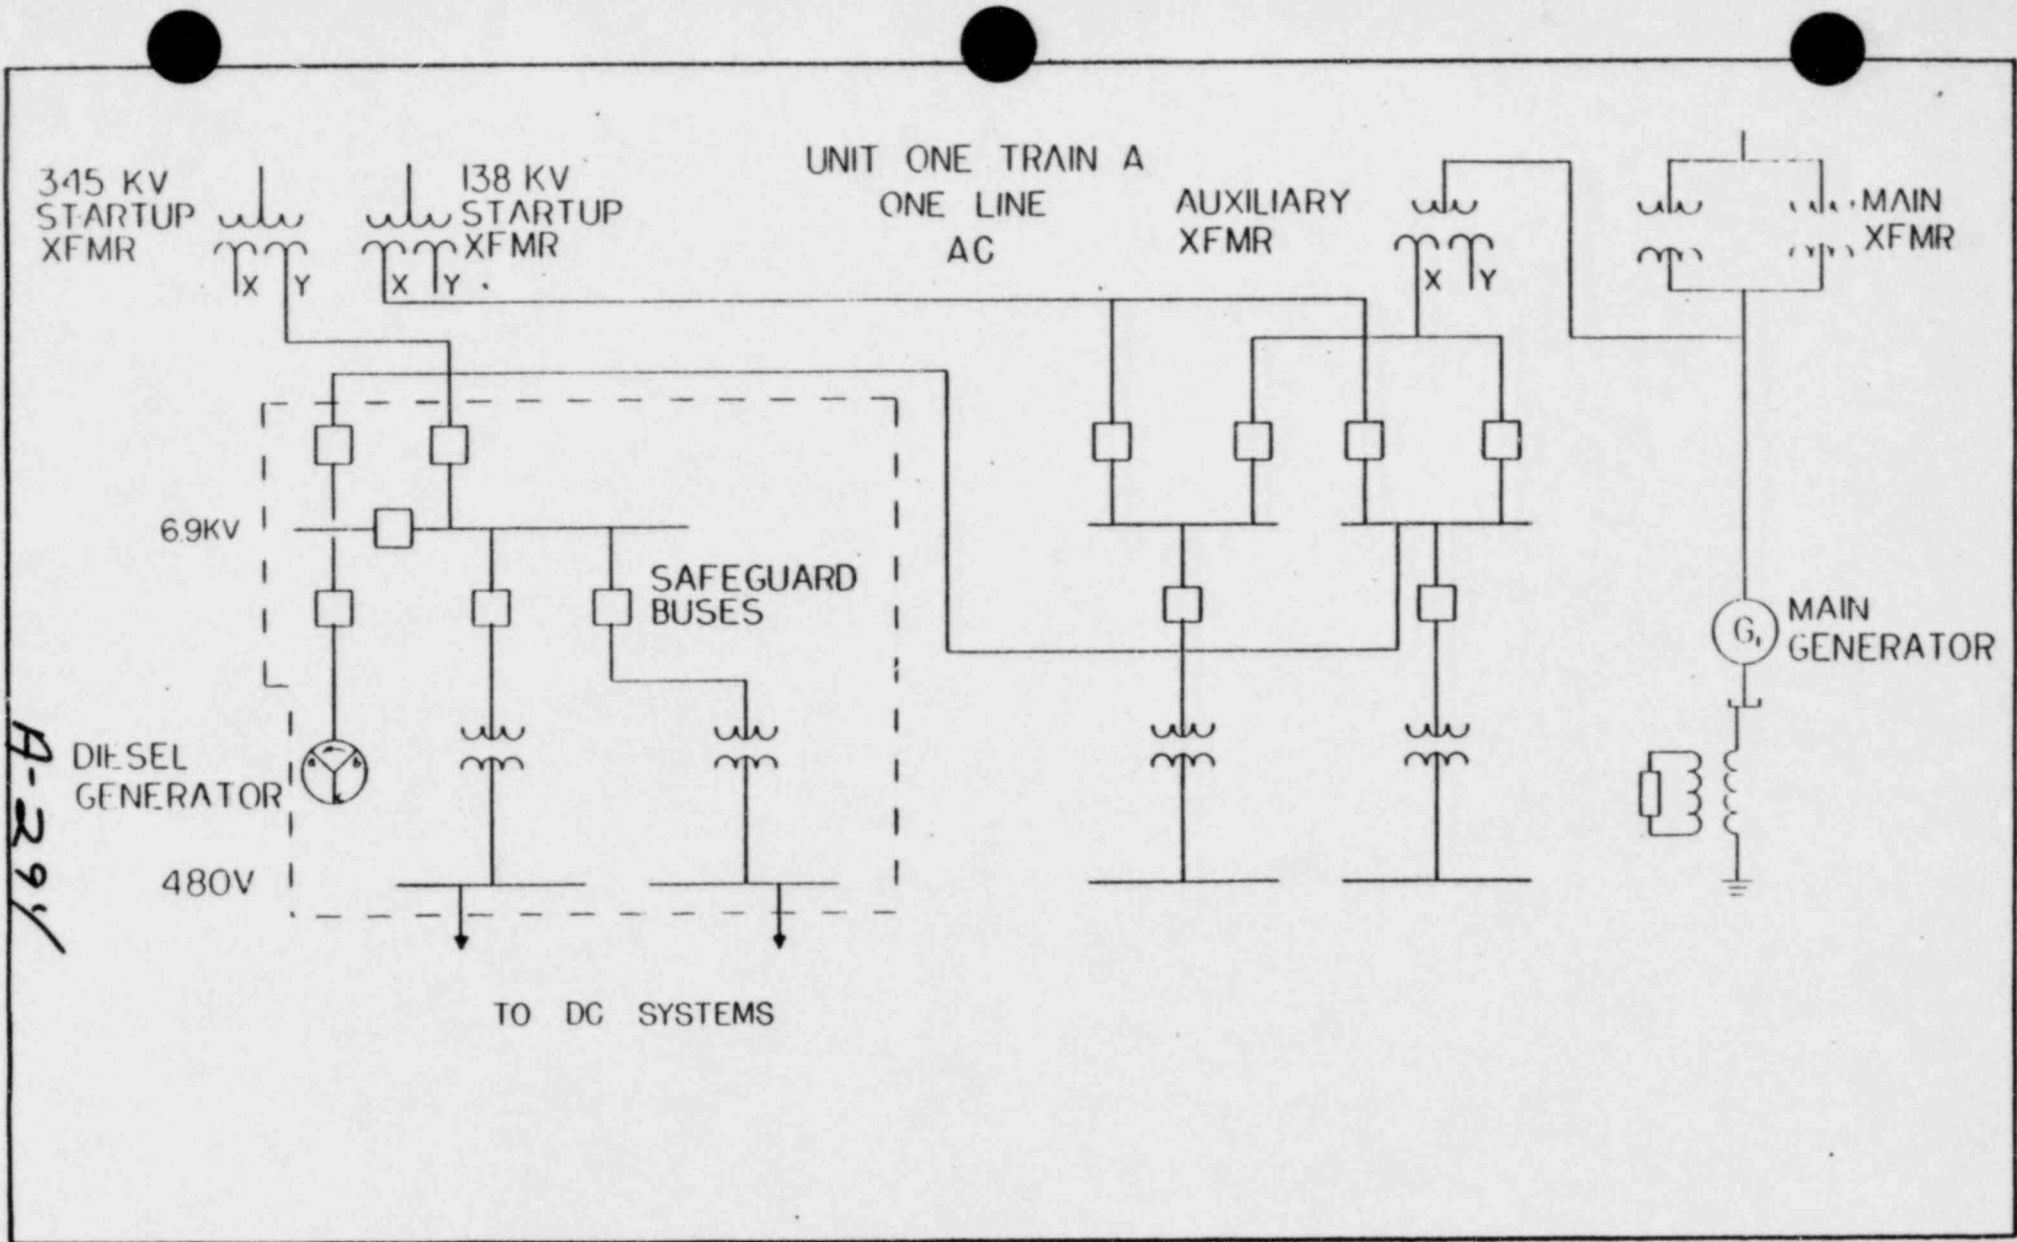 UNIT ONE TRAIN A
ONE LINE
AC
345 KV
STARTUP
XFMR
X Y
138 KV
STARTUP
XFMR
X Y
AUXILIARY
XFMR
X Y
MAIN
XFMR
6.9KV
SAFEGUARD
BUSES
MAIN
GENERATOR
DIESEL
GENERATOR
480V
TO DC SYSTEMS